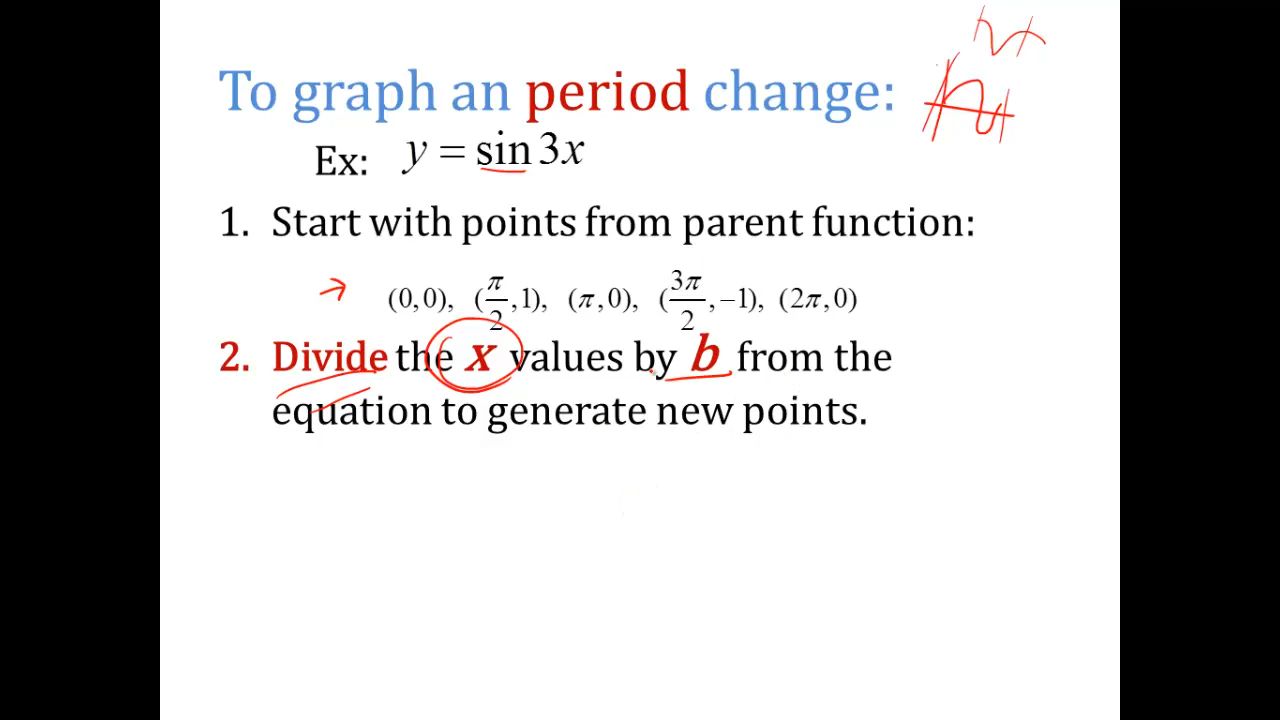 To graph an period change:
Ex: y = sin 3x
1. Start with points from parent function:
(0,0), (π/2,1), (π,0), (3π/2,−1), (2π,0)
2. Divide the x values by b from the
equation to generate new points.